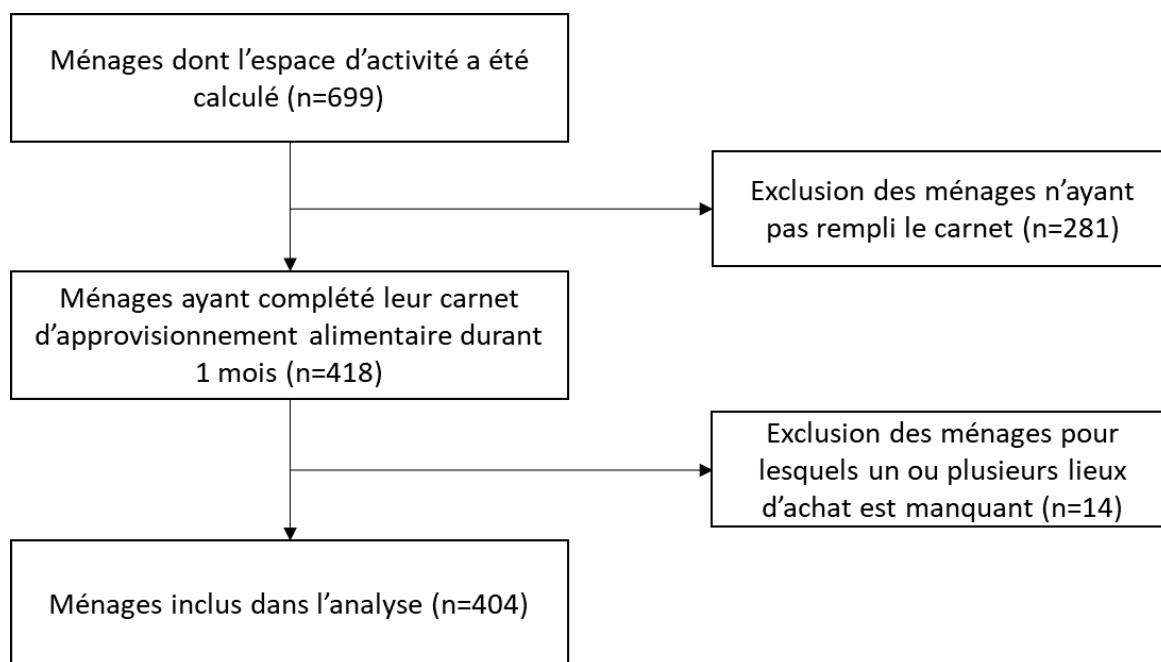 Ménages dont l’espace d’activité a été
calculé (n=699)
Exclusion des ménages n’ayant
pas rempli le carnet (n=281)
Ménages ayant complété leur carnet
d’approvisionnement alimentaire durant
1 mois (n=418)
Exclusion des ménages pour
lesquels un ou plusieurs lieux
d’achat est manquant (n=14)
Ménages inclus dans l’analyse (n=404)